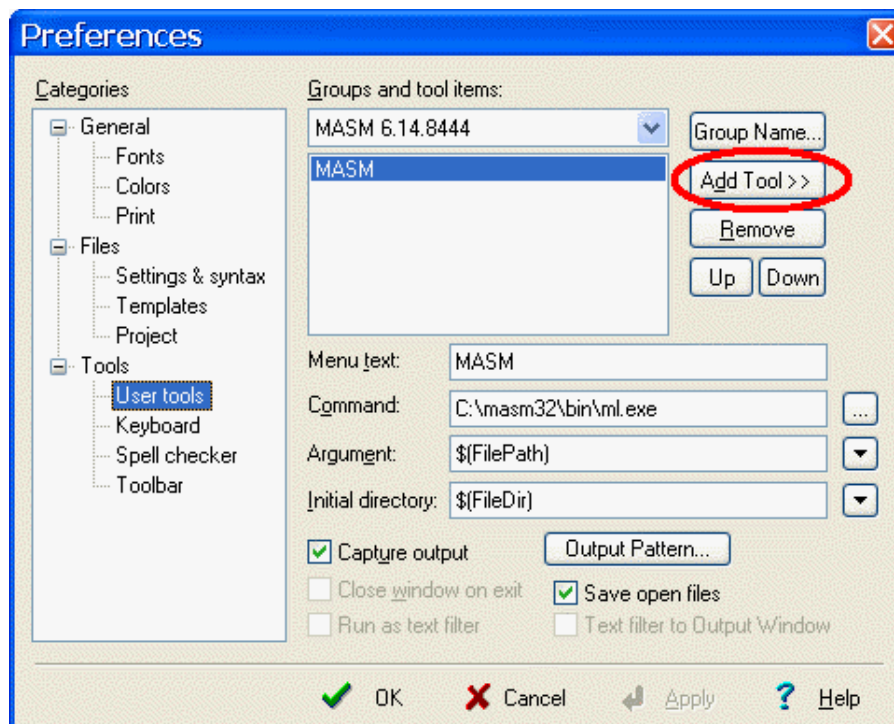 Preferences
Categories
General
Fonts
Colors
Print
Files
Settings & syntax
Templates
Project
Tools
User tools
Keyboard
Spell checker
Toolbar
Groups and tool items:
MASM 6.14.8444
MASM
Group Name...
Add Tool >>
Remove
Up Down
Menu text: MASM
Command: C:\masm32\bin\ml.exe ...
Argument: $(FilePath)
Initial directory: $(FileDir)
Capture output Output Pattern...
Close window on exit Save open files
Run as text filter Text filter to Output Window
OK Cancel Apply ? Help